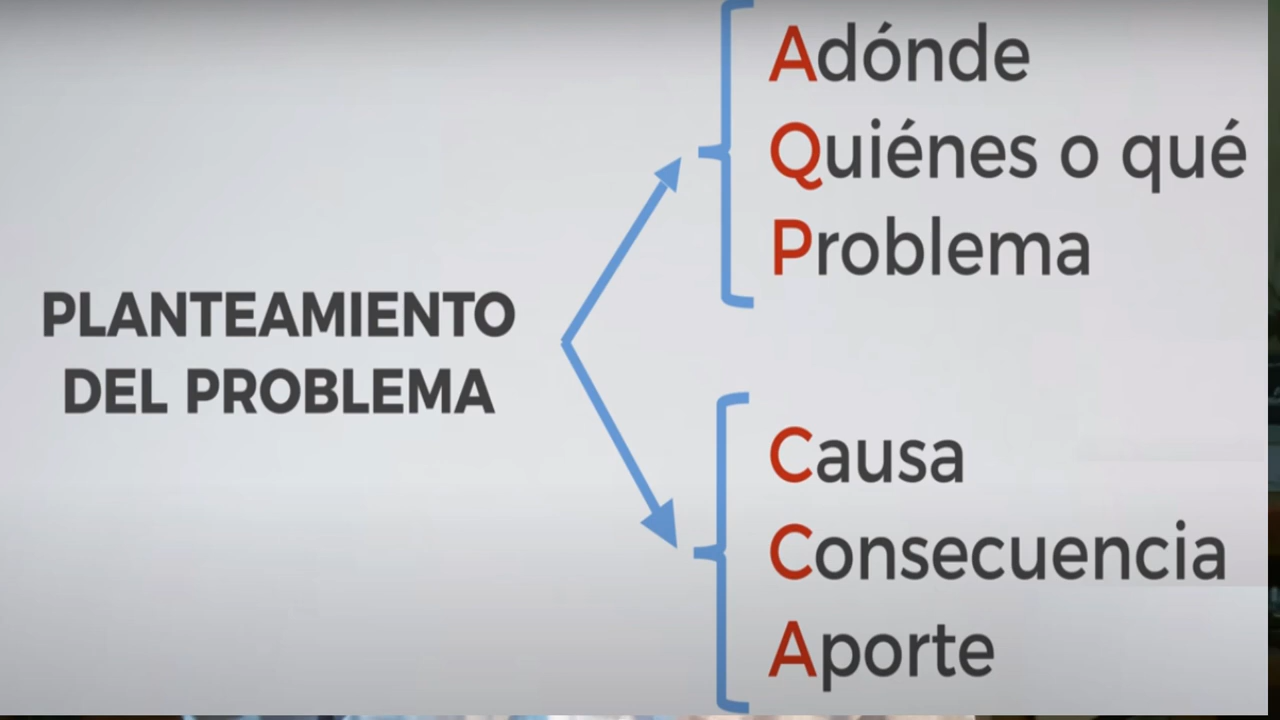 PLANTEAMIENTO
DEL PROBLEMA
Adónde
Quiénes o qué
Problema
Causa
Consecuencia
Aporte